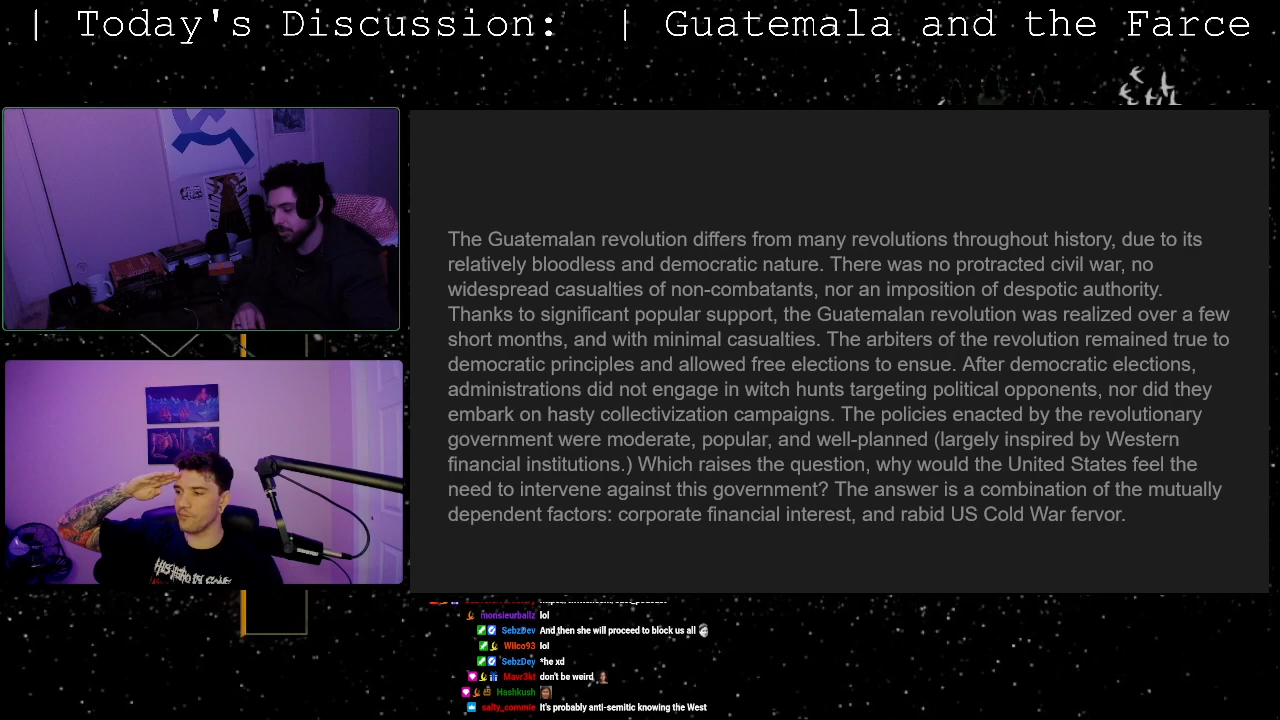 | Today's Discussion: | Guatemala and the Farce
The Guatemalan revolution differs from many revolutions throughout history, due to its
relatively bloodless and democratic nature. There was no protracted civil war, no
widespread casualties of non-combatants, nor an imposition of despotic authority.
Thanks to significant popular support, the Guatemalan revolution was realized over a few
short months, and with minimal casualties. The arbiters of the revolution remained true to
democratic principles and allowed free elections to ensue. After democratic elections,
administrations did not engage in witch hunts targeting political opponents, nor did they
embark on hasty collectivization campaigns. The policies enacted by the revolutionary
government were moderate, popular, and well-planned (largely inspired by Western
financial institutions.) Which raises the question, why would the United States feel the
need to intervene against this government? The answer is a combination of the mutually
dependent factors: corporate financial interest, and rabid US Cold War fervor.
monsieurballz lol
SebzDev And then she will proceed to block us all
Wilco93 lol
SebzDev *he xd
Mavr3kt don't be weird
Hashkush
salty_commie It's probably anti-semitic knowing the West